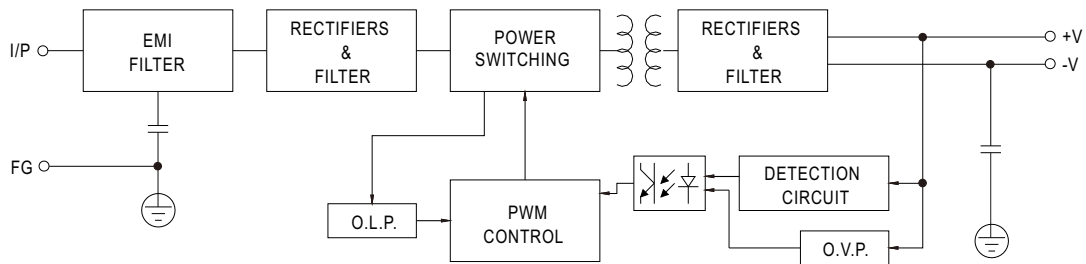 I/P
EMI
FILTER
RECTIFIERS
&
FILTER
POWER
SWITCHING
RECTIFIERS
&
FILTER
+V
-V
FG
O.L.P.
PWM
CONTROL
DETECTION
CIRCUIT
O.V.P.